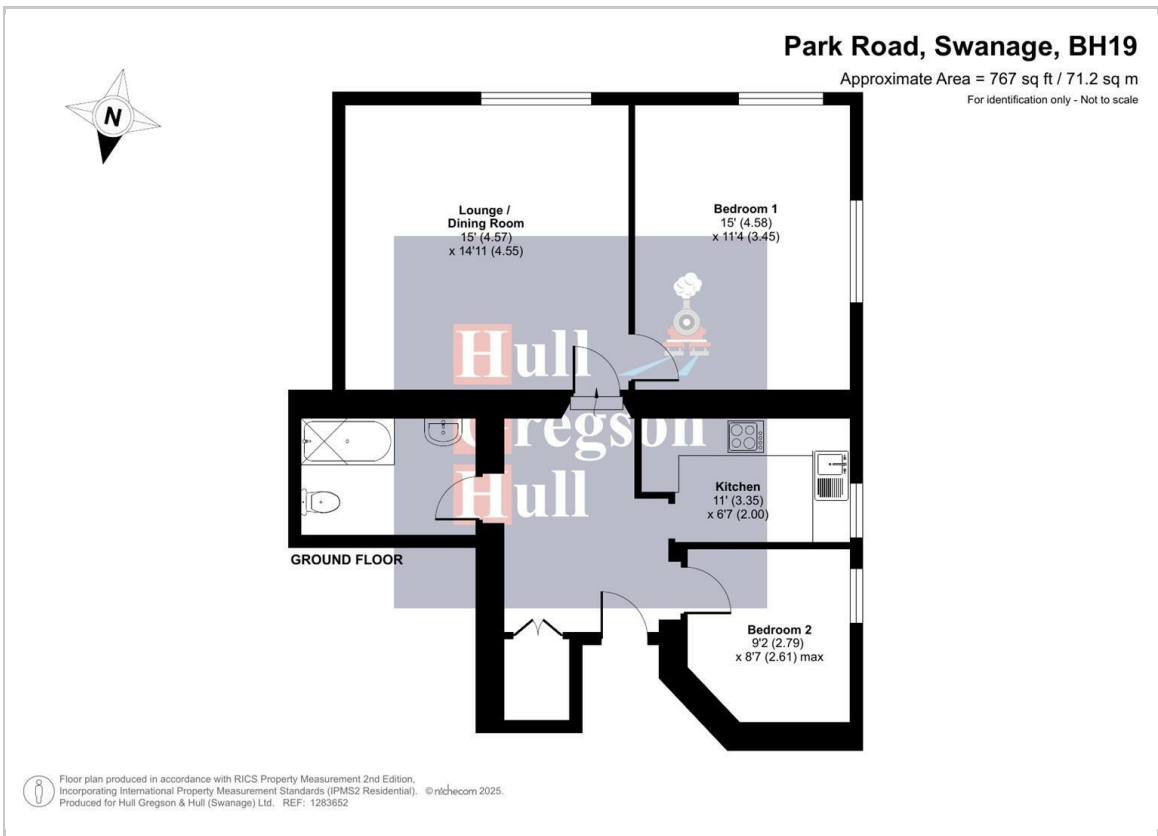 Park Road, Swanage, BH19
Approximate Area = 767 sq ft / 71.2 sq m
For identification only - Not to scale
N
Lounge /
Dining Room
15' (4.57)
x 14'11 (4.55)
Bedroom 1
15' (4.58)
x 11'4 (3.45)
Hull
Gregson
Hull
Kitchen
11' (3.35)
x 6'7 (2.00)
GROUND FLOOR
Bedroom 2
9'2 (2.79)
x 8'7 (2.61) max
Floor plan produced in accordance with RICS Property Measurement 2nd Edition,
Incorporating International Property Measurement Standards (IPMS2 Residential). ©nichecom 2025.
Produced for Hull Gregson & Hull (Swanage) Ltd. REF: 1283652